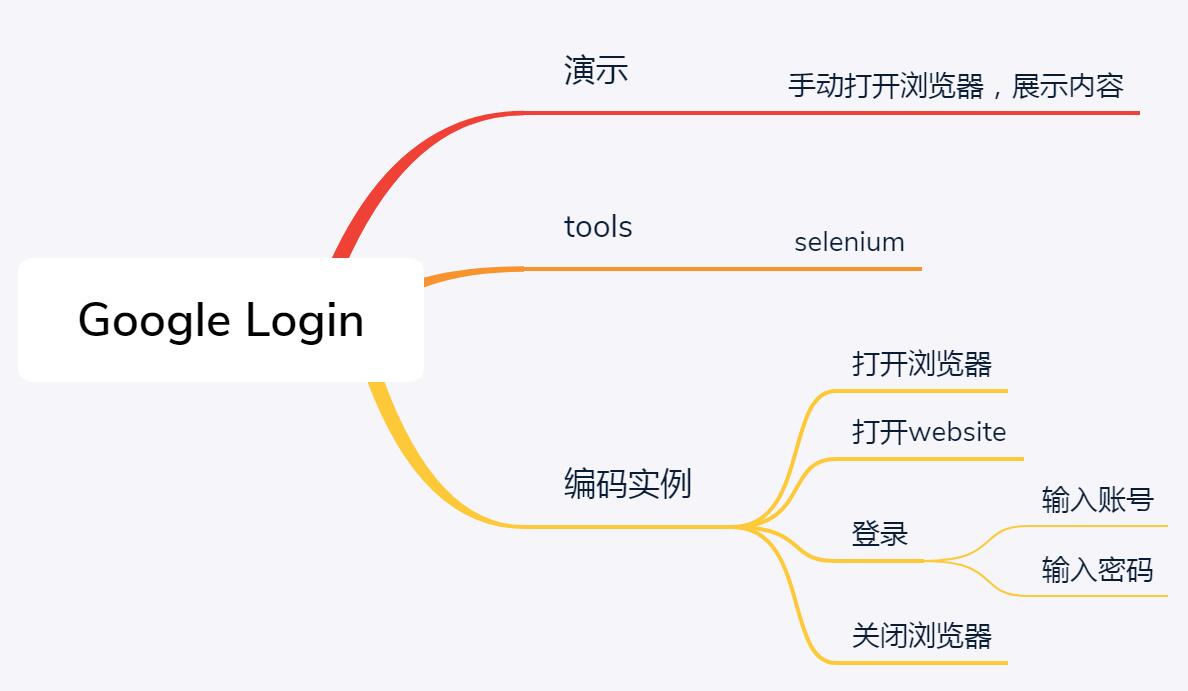 Google Login
演示
手动打开浏览器，展示内容
tools
selenium
编码实例
打开浏览器
打开website
登录
输入账号
输入密码
关闭浏览器